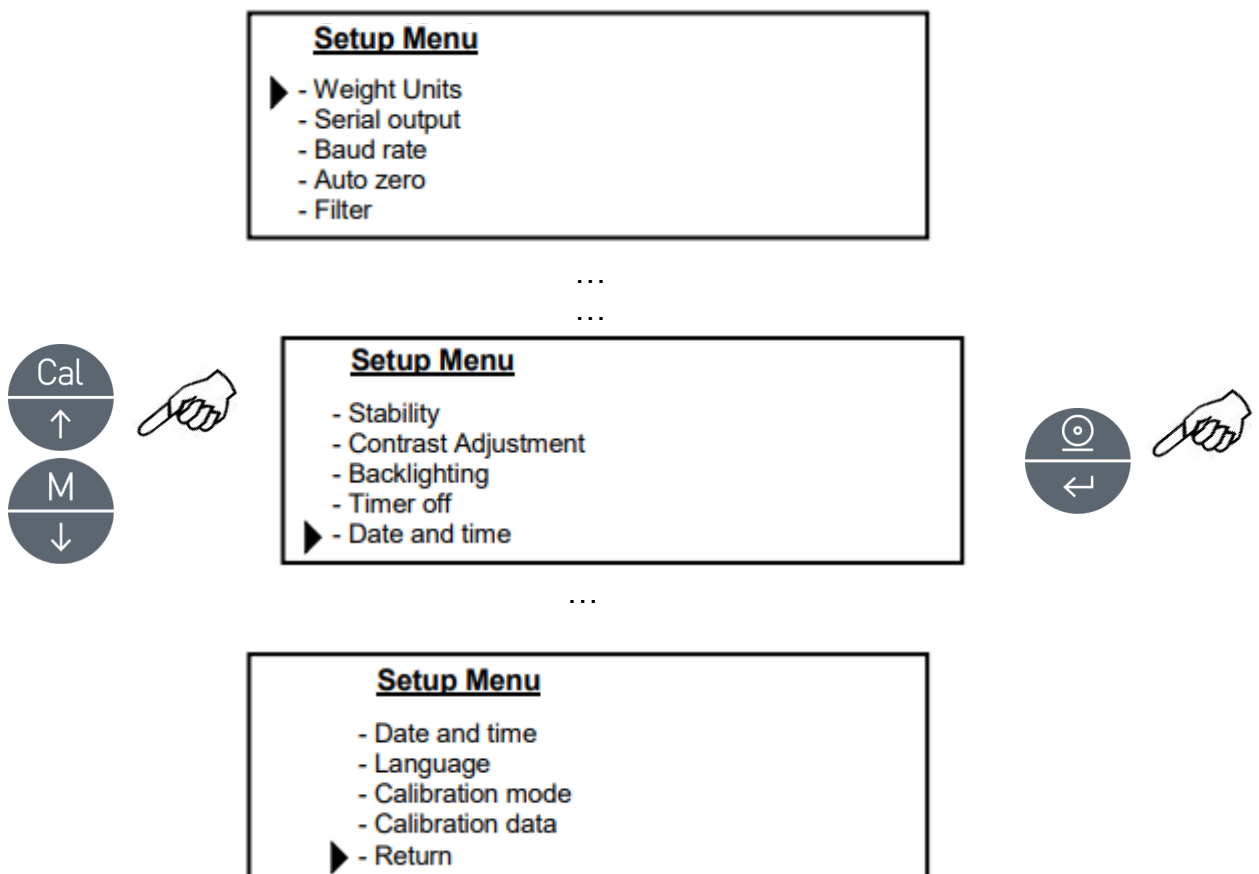 Setup Menu
- Weight Units
- Serial output
- Baud rate
- Auto zero
- Filter
...
...
Cal
↑
M
↓
Setup Menu
- Stability
- Contrast Adjustment
- Backlighting
- Timer off
- Date and time
...
Setup Menu
- Date and time
- Language
- Calibration mode
- Calibration data
- Return